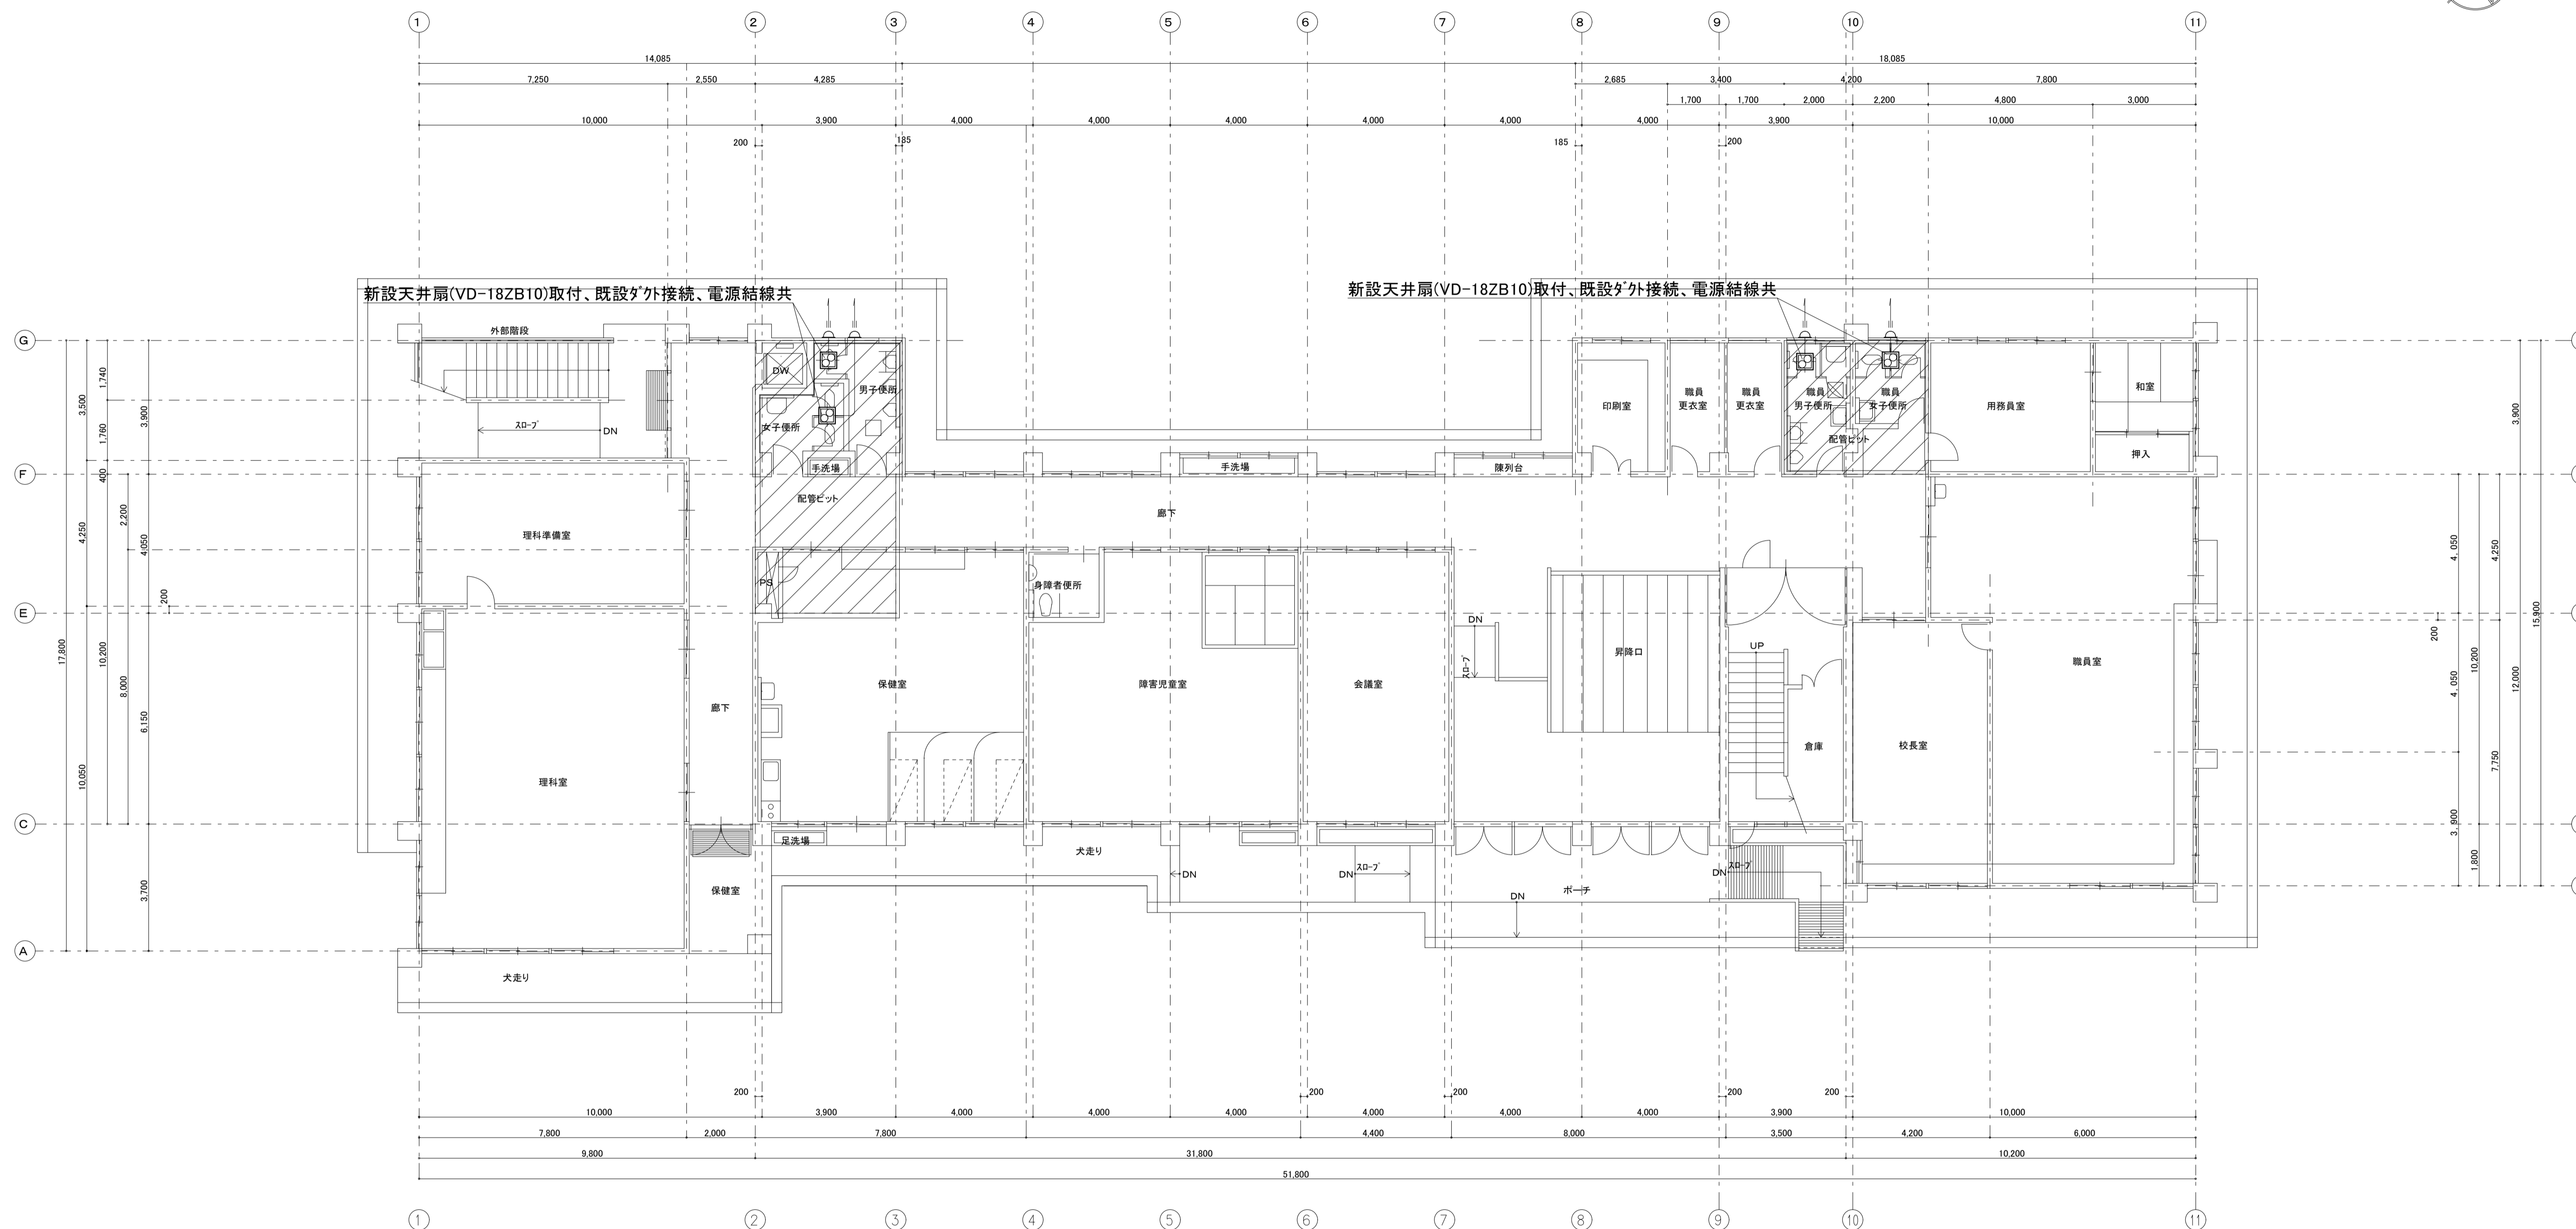 1 2 3 4 5 6 7 8 9 10 11
14,085 18,085
7,250 2,550 4,285 2,685 3,400 4,200 7,800
1,700 1,700 2,000 2,200 4,800 3,000
10,000 3,900 4,000 4,000 4,000 4,000 4,000 4,000 3,900 10,000
200 185 185 200
新設天井扇(VD-18ZB10)取付、既設ダクト接続、電源結線共
新設天井扇(VD-18ZB10)取付、既設ダクト接続、電源結線共
G
外部階段
DW
男子便所
女子便所
手洗場
配管ピット
スロープ
DN
手洗場
陳列台
印刷室
職員
更衣室
職員
更衣室
職員
男子便所
職員
女子便所
配管ピット
用務員室
和室
押入
1,740
3,500
3,900
1,760
400
F
理科準備室
廊下
2,200
4,250
4,050
200
PS
身障者便所
E
17,800
10,200
8,000
6,150
10,050
3,700
理科室
廊下
保健室
障害児童室
会議室
DN
スロープ
昇降口
UP
倉庫
校長室
職員室
3,900
4,050
4,250
15,900
200
10,200
12,000
4,050
7,750
3,900
1,800
C
足洗場
保健室
犬走り
DN
DN
スロープ
DN
ポーチ
DN
スロープ
A
犬走り
200 200 200 200 200
10,000 3,900 4,000 4,000 4,000 4,000 4,000 4,000 3,900 10,000
7,800 2,000 7,800 4,400 8,000 3,500 4,200 6,000
9,800 31,800 10,200
51,800
1 2 3 4 5 6 7 8 9 10 11